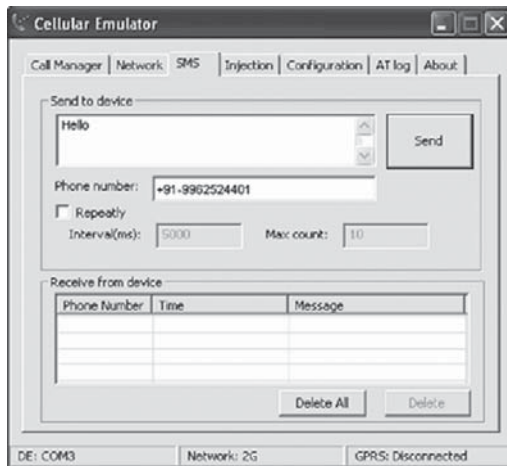 Cellular Emulator
Call Manager Network SMS Injection Configuration AT log About
Send to device
Hello
Send
Phone number: +91-9962524401
Repeatly
Interval(ms): 5000 Max count: 10
Receive from device
Phone Number Time Message
Delete All Delete
DE: COM3 Network: 2G GPRS: Disconnected